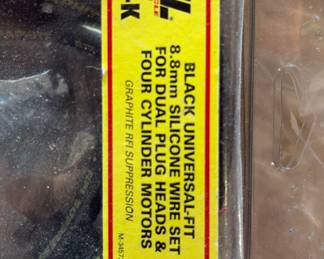 -K
BLACK UNIVERSAL-FIT
8.8mm SILICONE WIRE SET
FOR DUAL PLUG HEADS &
FOUR CYLINDER MOTORS
GRAPHITE RFI SUPPRESSION